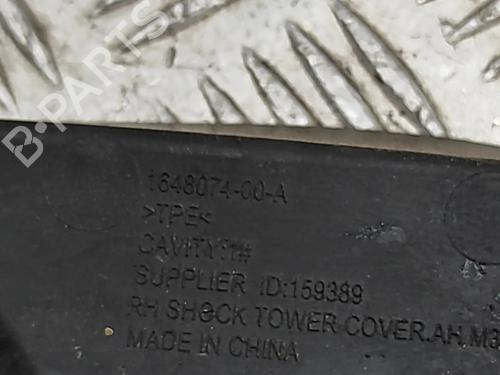 B-PARTS
1648074-00-A
>TPE<
CAVITY:1#
SUPPLIER ID:159389
RH SHOCK TOWER COVER.AH M3
MADE IN CHINA